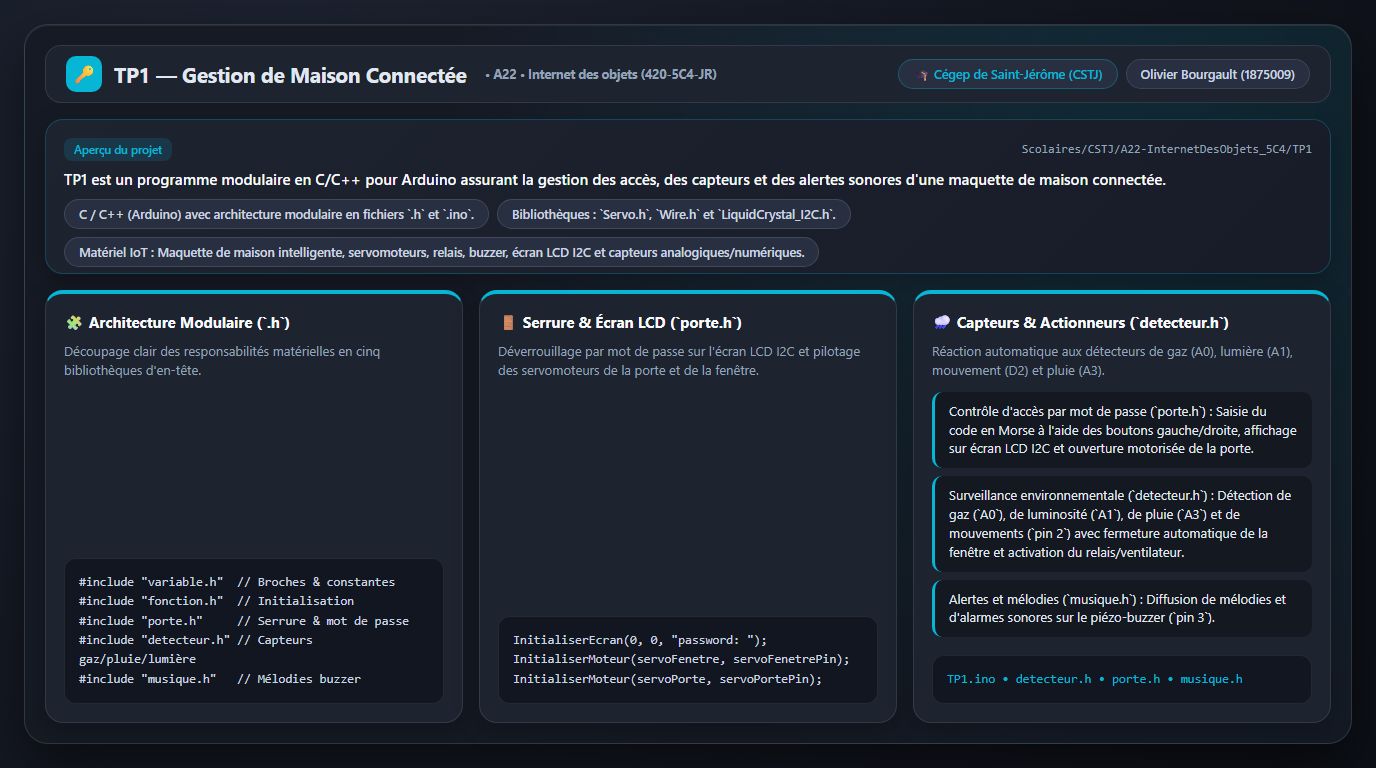 🔑 TP1 — Gestion de Maison Connectée • A22 • Internet des objets (420-5C4-JR) Cégep de Saint-Jérôme (CSTJ) Olivier Bourgault (1875009)
Aperçu du projet Scolaires/CSTJ/A22-InternetDesObjets_5C4/TP1
TP1 est un programme modulaire en C/C++ pour Arduino assurant la gestion des accès, des capteurs et des alertes sonores d'une maquette de maison connectée.
C / C++ (Arduino) avec architecture modulaire en fichiers `.h` et `.ino`. Bibliothèques : `Servo.h`, `Wire.h` et `LiquidCrystal_I2C.h`.
Matériel IoT : Maquette de maison intelligente, servomoteurs, relais, buzzer, écran LCD I2C et capteurs analogiques/numériques.
🧩 Architecture Modulaire (`.h`)
Découpage clair des responsabilités matérielles en cinq
bibliothèques d'en-tête.
#include "variable.h"  // Broches & constantes
#include "fonction.h"  // Initialisation
#include "porte.h"     // Serrure & mot de passe
#include "detecteur.h" // Capteurs
gaz/pluie/lumière
#include "musique.h"   // Mélodies buzzer
🚪 Serrure & Écran LCD (`porte.h`)
Déverrouillage par mot de passe sur l'écran LCD I2C et pilotage
des servomoteurs de la porte et de la fenêtre.
InitialiserEcran(0, 0, "password: ");
InitialiserMoteur(servoFenetre, servoFenetrePin);
InitialiserMoteur(servoPorte, servoPortePin);
🌧️ Capteurs & Actionneurs (`detecteur.h`)
Réaction automatique aux détecteurs de gaz (A0), lumière (A1),
mouvement (D2) et pluie (A3).
Contrôle d'accès par mot de passe (`porte.h`) : Saisie du
code en Morse à l'aide des boutons gauche/droite, affichage
sur écran LCD I2C et ouverture motorisée de la porte.
Surveillance environnementale (`detecteur.h`) : Détection de
gaz (`A0`), de luminosité (`A1`), de pluie (`A3`) et de
mouvements (`pin 2`) avec fermeture automatique de la
fenêtre et activation du relais/ventilateur.
Alertes et mélodies (`musique.h`) : Diffusion de mélodies et
d'alarmes sonores sur le piézo-buzzer (`pin 3`).
TP1.ino • detecteur.h • porte.h • musique.h